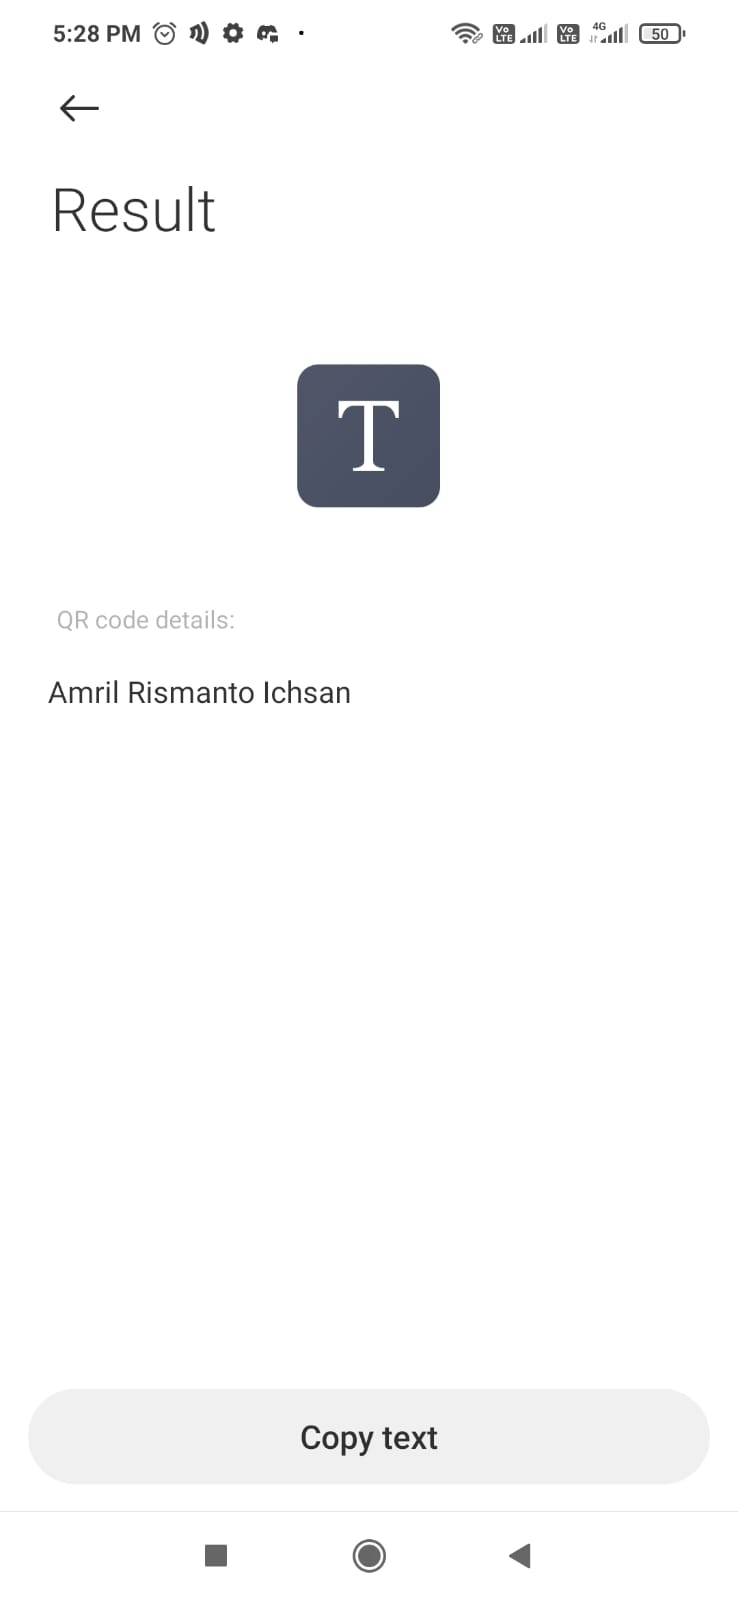 5:28 PM
Vo LTE Vo LTE 4G 50
Result
T
QR code details:
Amril Rismanto Ichsan
Copy text